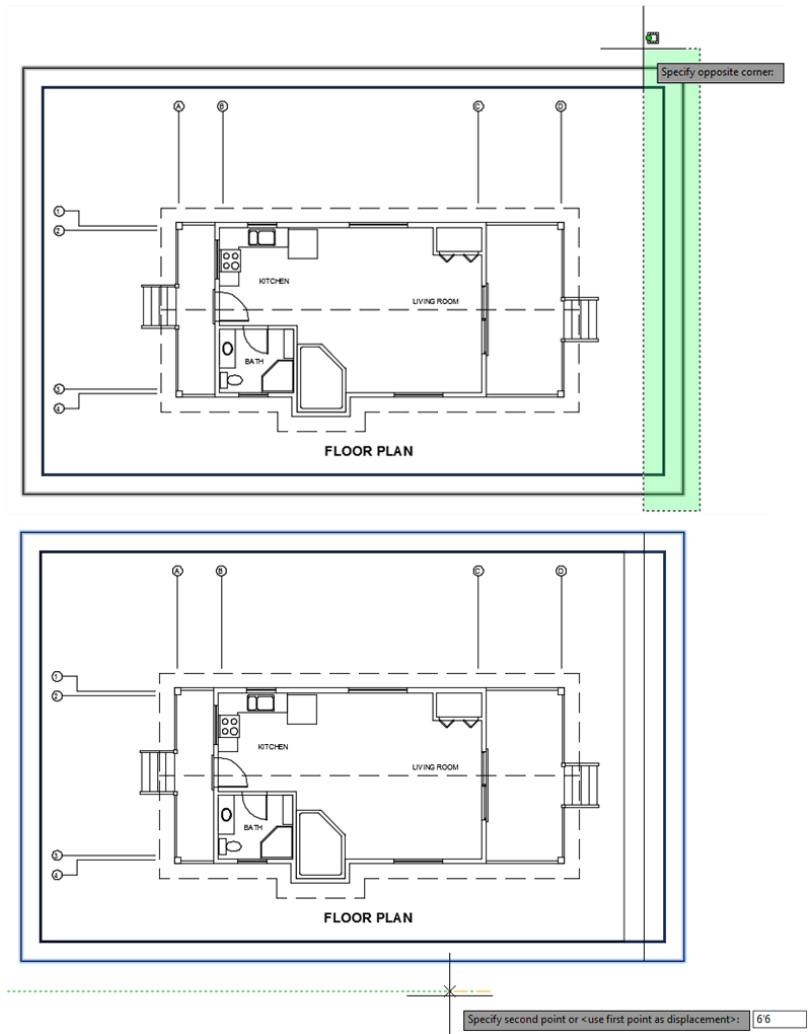 Specify opposite corner:
A B C D
1
2
KITCHEN
LIVING ROOM
BATH
3
4
FLOOR PLAN
A B C D
1
2
KITCHEN
LIVING ROOM
BATH
3
4
FLOOR PLAN
Specify second point or <use first point as displacement>: 6'6